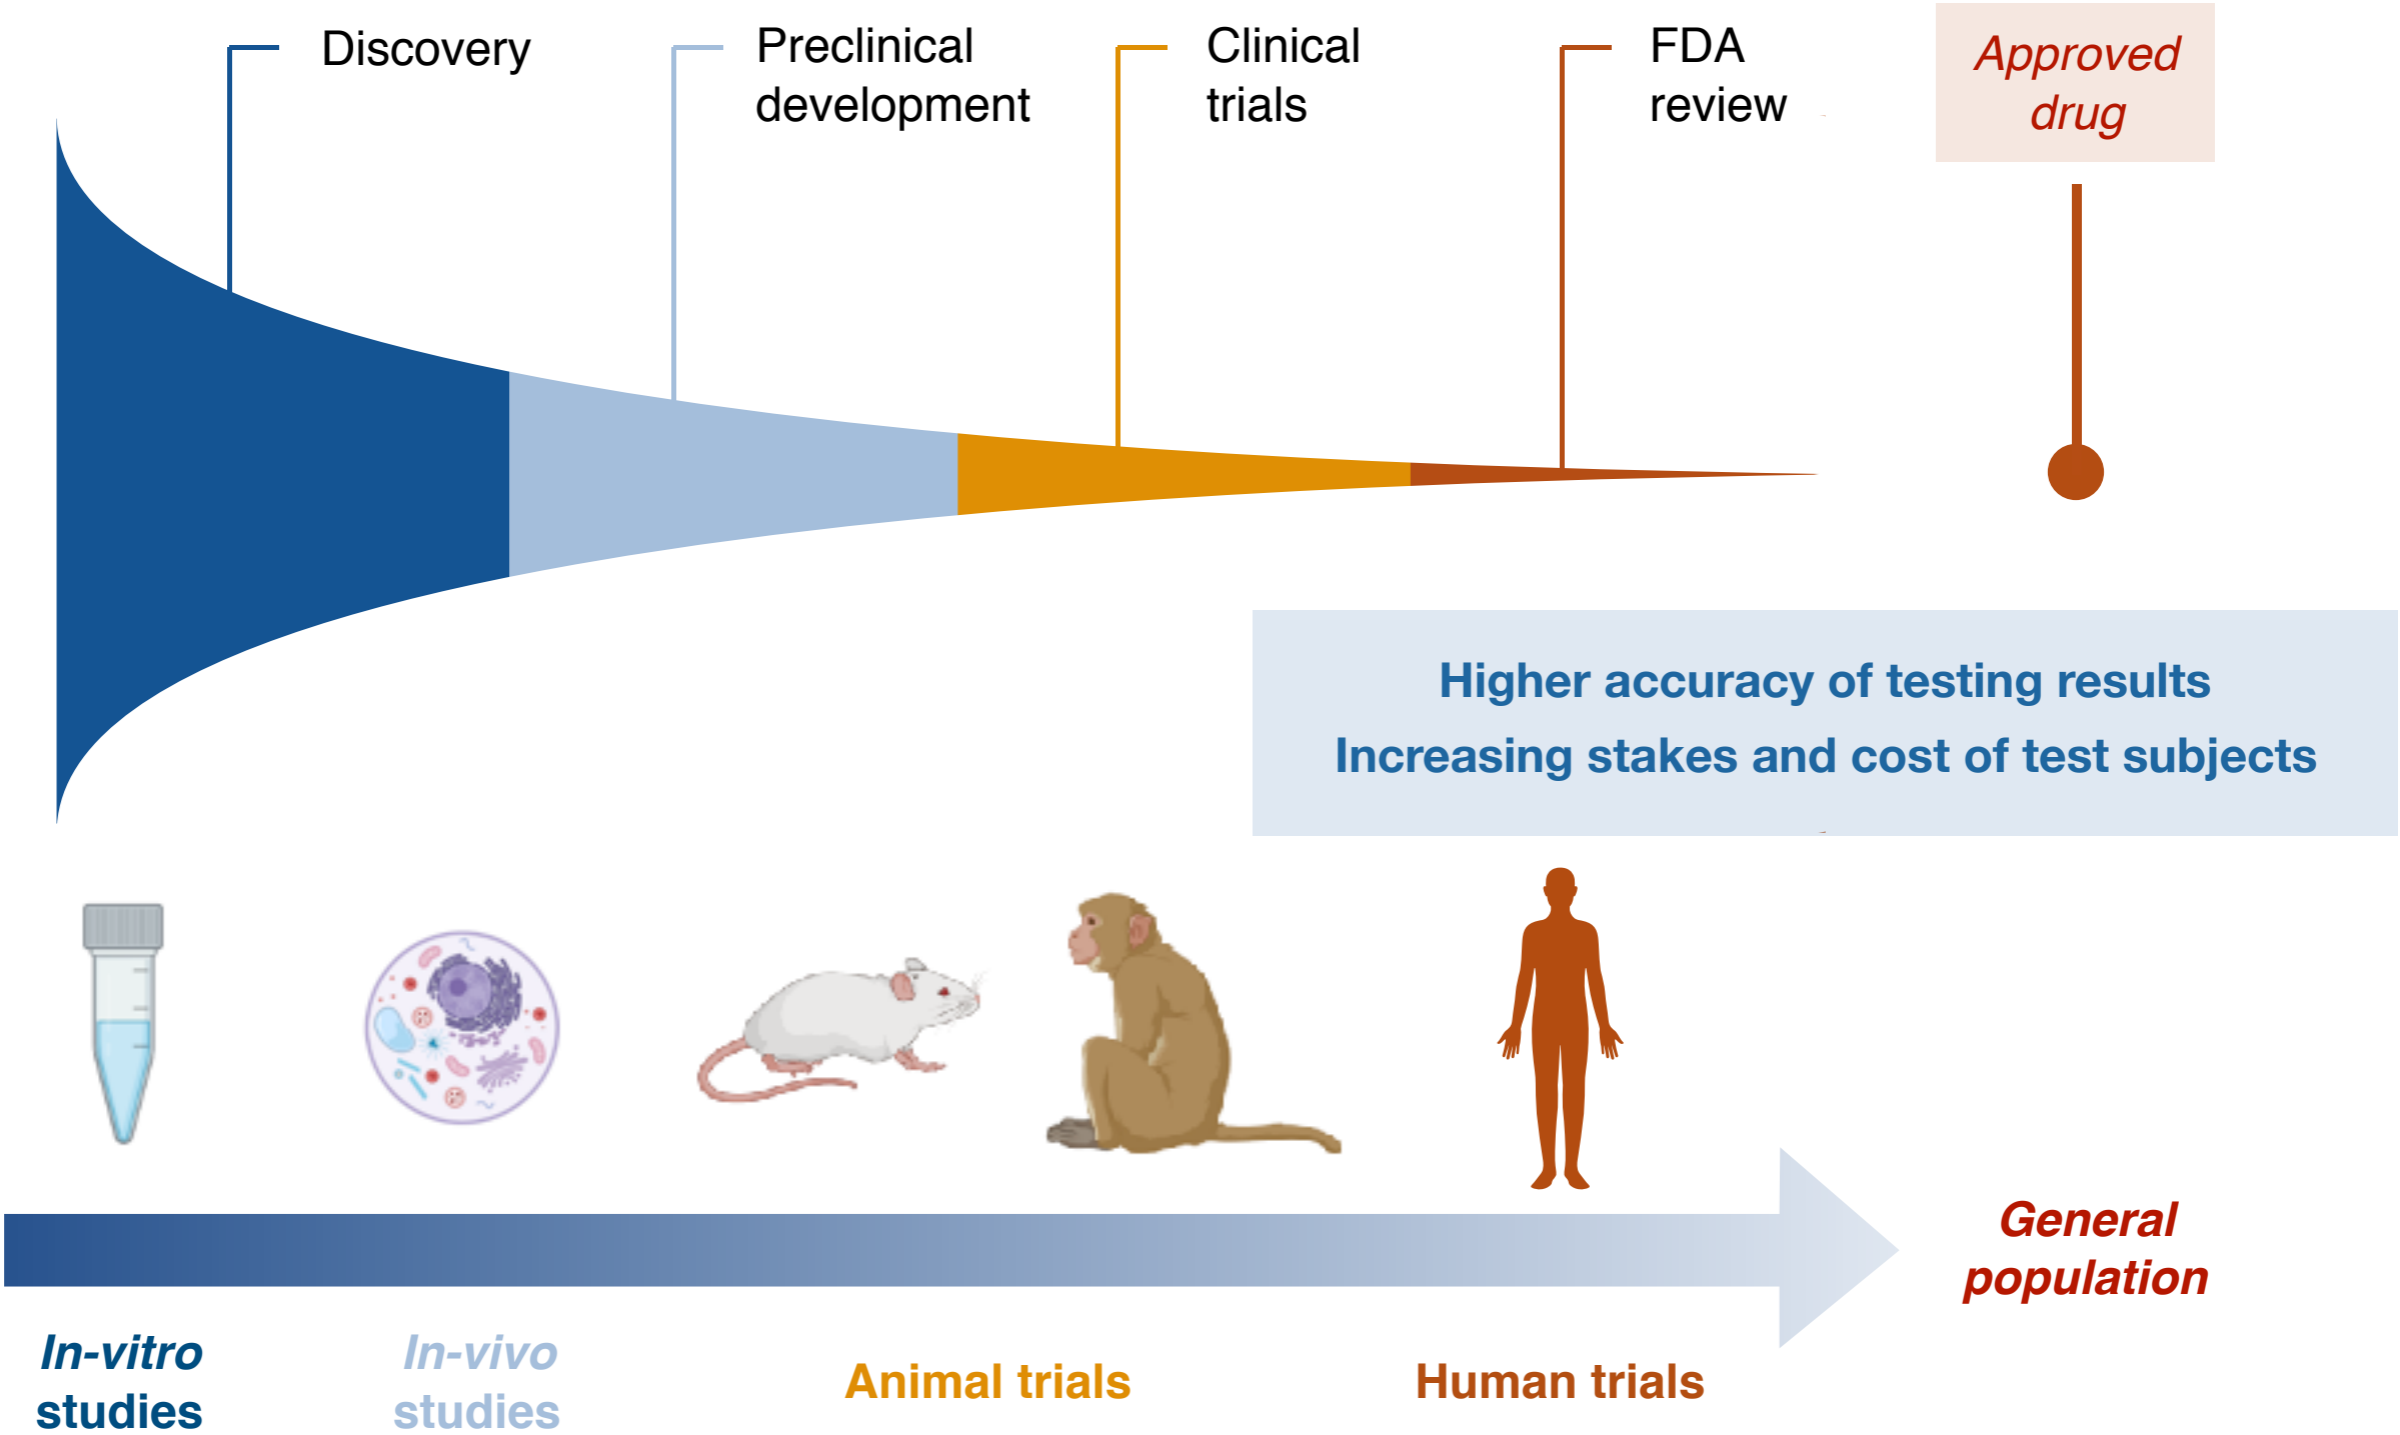 Discovery
Preclinical
development
Clinical
trials
FDA
review
Approved
drug
Higher accuracy of testing results
Increasing stakes and cost of test subjects
General
population
In-vitro
studies
In-vivo
studies
Animal trials
Human trials